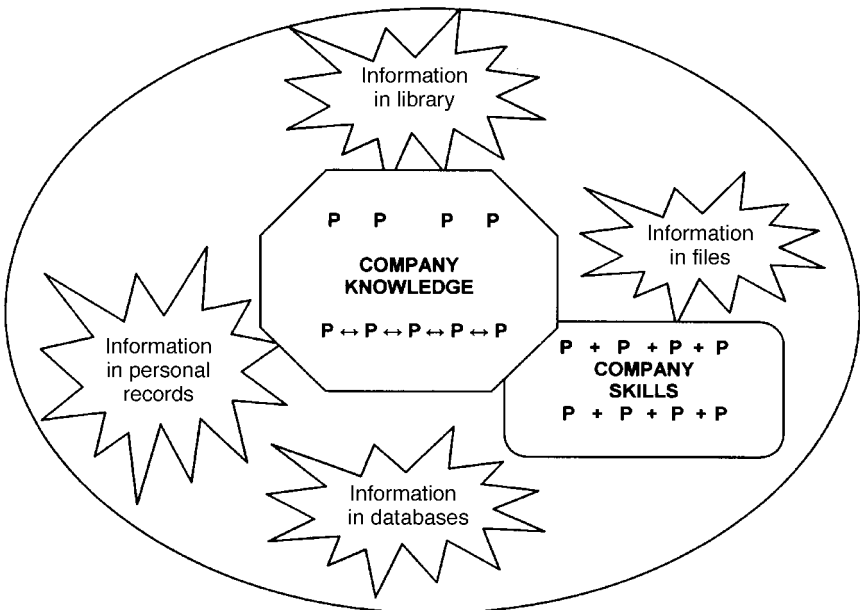 Information
in library
P P P P
COMPANY
KNOWLEDGE
P ↔ P ↔ P ↔ P ↔ P
Information
in files
P + P + P + P
COMPANY
SKILLS
P + P + P + P
Information
in personal
records
Information
in databases